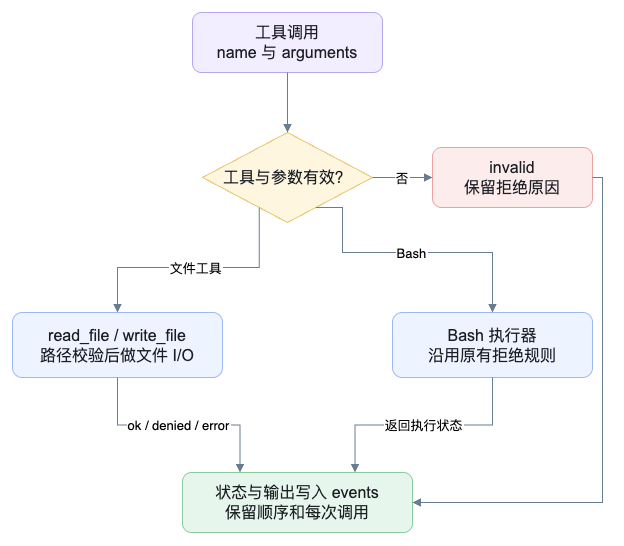 工具调用
name 与 arguments
工具与参数有效?
否
invalid
保留拒绝原因
文件工具
Bash
read_file / write_file
路径校验后做文件 I/O
Bash 执行器
沿用原有拒绝规则
ok / denied / error
返回执行状态
状态与输出写入 events
保留顺序和每次调用